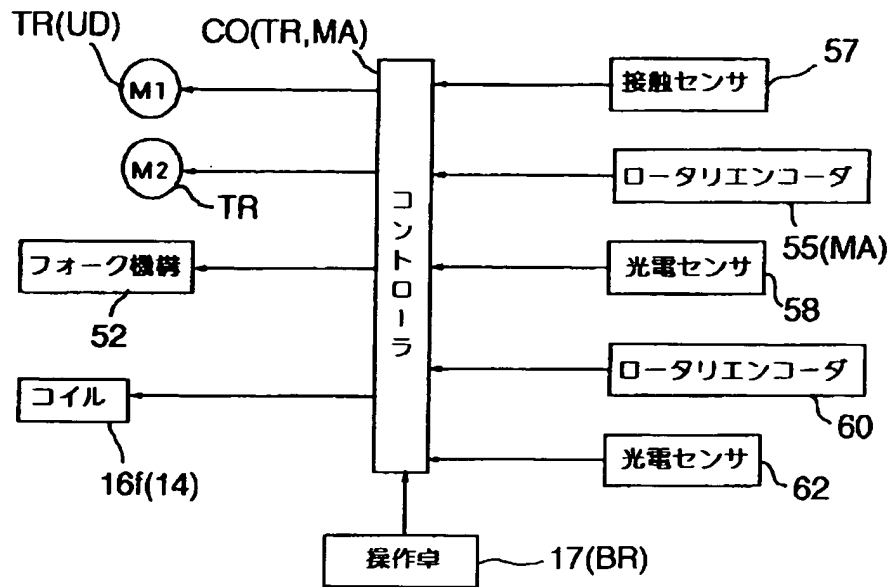 TR(UD)
CO(TR,MA)
57
M1
接触センサ
M2
ロータリエンコーダ
TR
コントローラ
55(MA)
フォーク機構
光電センサ
52
58
ロータリエンコーダ
コイル
60
16f(14)
光電センサ
62
操作卓
17(BR)